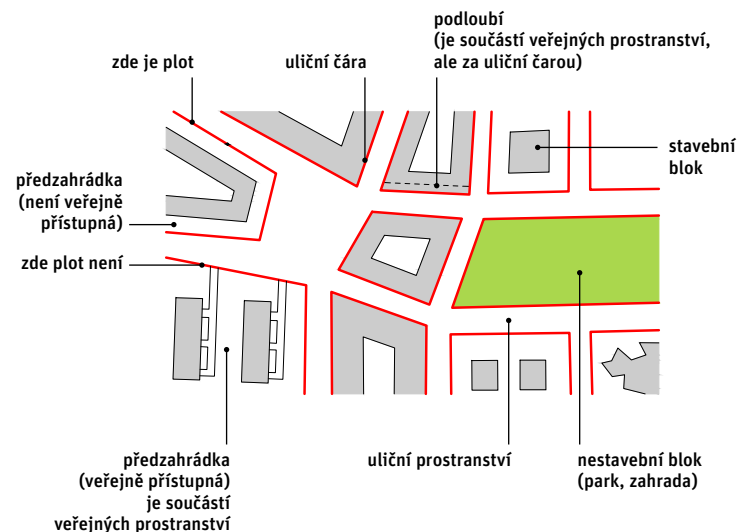 podloubí
(je součástí veřejných prostranství,
ale za uliční čarou)
zde je plot
uliční čára
stavební
blok
předzahrádka
(není veřejně
přístupná)
zde plot není
předzahrádka
(veřejně přístupná)
je součástí
veřejných prostranství
uliční prostranství
nestavební blok
(park, zahrada)